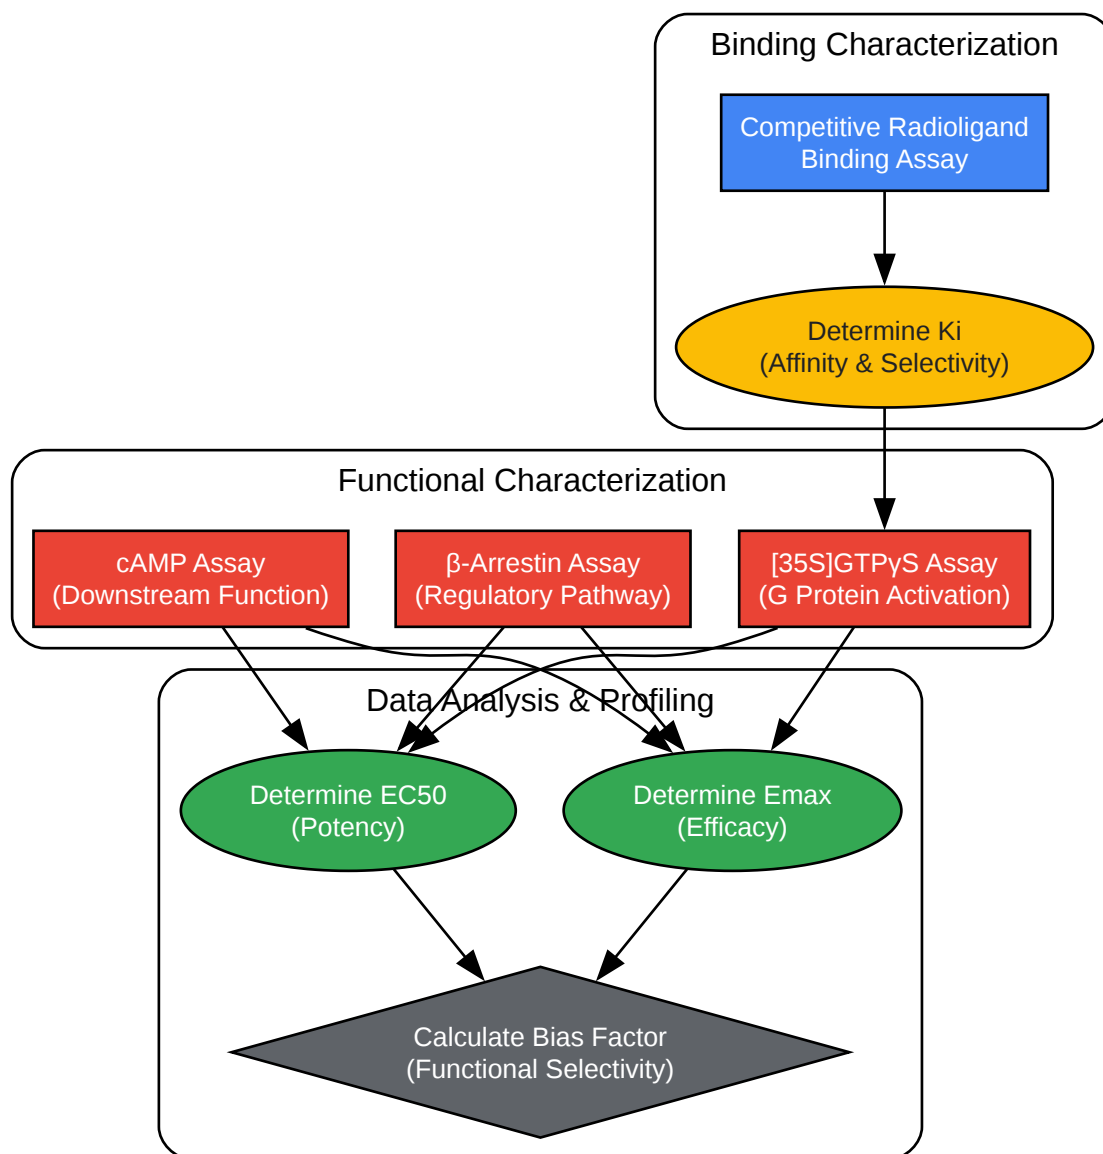 Binding Characterization
Competitive Radioligand
Binding Assay
Determine Ki
(Affinity & Selectivity)
Functional Characterization
cAMP Assay
(Downstream Function)
β-Arrestin Assay
(Regulatory Pathway)
[35S]GTPγS Assay
(G Protein Activation)
Data Analysis & Profiling
Determine EC50
(Potency)
Determine Emax
(Efficacy)
Calculate Bias Factor
(Functional Selectivity)